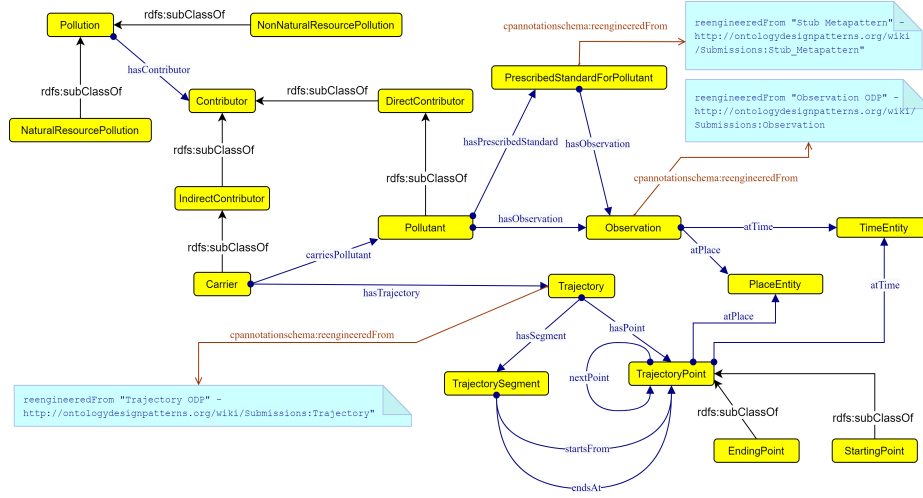 Pollution
rdfs:subClassOf
NonNaturalResourcePollution
cpannotationschema:reengineeredFrom
reengineeredFrom "Stub Metapattern" -
http://ontologydesignpatterns.org/wiki
/Submissions:Stub_Metapattern"
hasContributor
PrescribedStandardForPollutant
rdfs:subClassOf
Contributor
rdfs:subClassOf
DirectContributor
reengineeredFrom "Observation ODP" -
http://ontologydesignpatterns.org/wiki/
Submissions:Observation
NaturalResourcePollution
rdfs:subClassOf
hasPrescribedStandard
hasObservation
rdfs:subClassOf
cpannotationschema:reengineeredFrom
IndirectContributor
Pollutant
hasObservation
Observation
atTime
TimeEntity
rdfs:subClassOf
carriesPollutant
atPlace
Carrier
hasTrajectory
Trajectory
PlaceEntity
atTime
cpannotationschema:reengineeredFrom
hasSegment
hasPoint
atPlace
reengineeredFrom "Trajectory ODP" -
http://ontologydesignpatterns.org/wiki/Submissions:Trajectory"
TrajectorySegment
nextPoint
TrajectoryPoint
rdfs:subClassOf
rdfs:subClassOf
startsFrom
EndingPoint
StartingPoint
endsAt